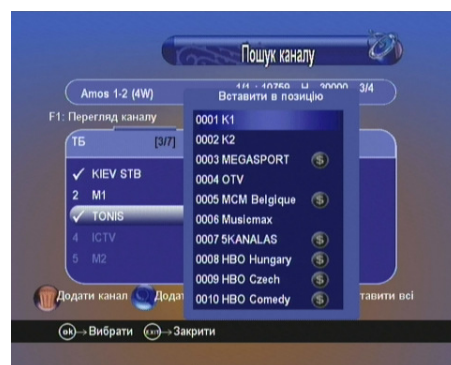 Пошук каналу
Amos 1-2 (4W)
1/1 : 10759 H 30000 3/4
F1: Перегляд каналу
ТБ [3/7]
KIEV STB
2 M1
TONIS
4 ICTV
5 M2
Вставити в позицію
0001 K1
0002 K2
0003 MEGASPORT $
0004 OTV
0005 MCM Belgique $
0006 Musicmax
0007 5KANALAS $
0008 HBO Hungary $
0009 HBO Czech $
0010 HBO Comedy $
Додати канал Додат тавити всі
ok → Вибрати EXIT → Закрити